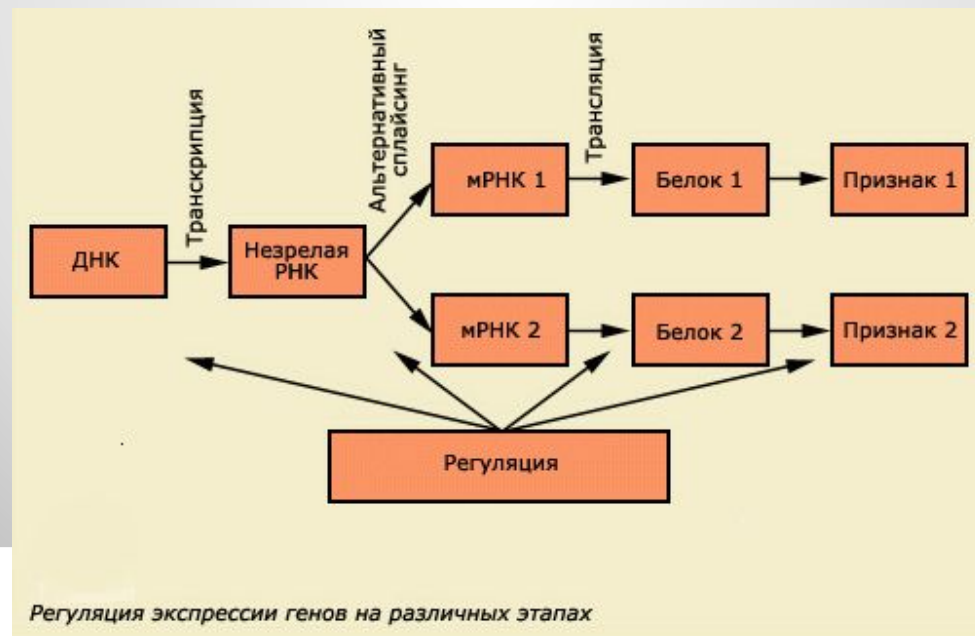 Транскрипция
Альтернативный
сплайсинг
Трансляция
ДНК
Незрелая
РНК
мРНК 1
Белок 1
Признак 1
мРНК 2
Белок 2
Признак 2
Регуляция
Регуляция экспрессии генов на различных этапах